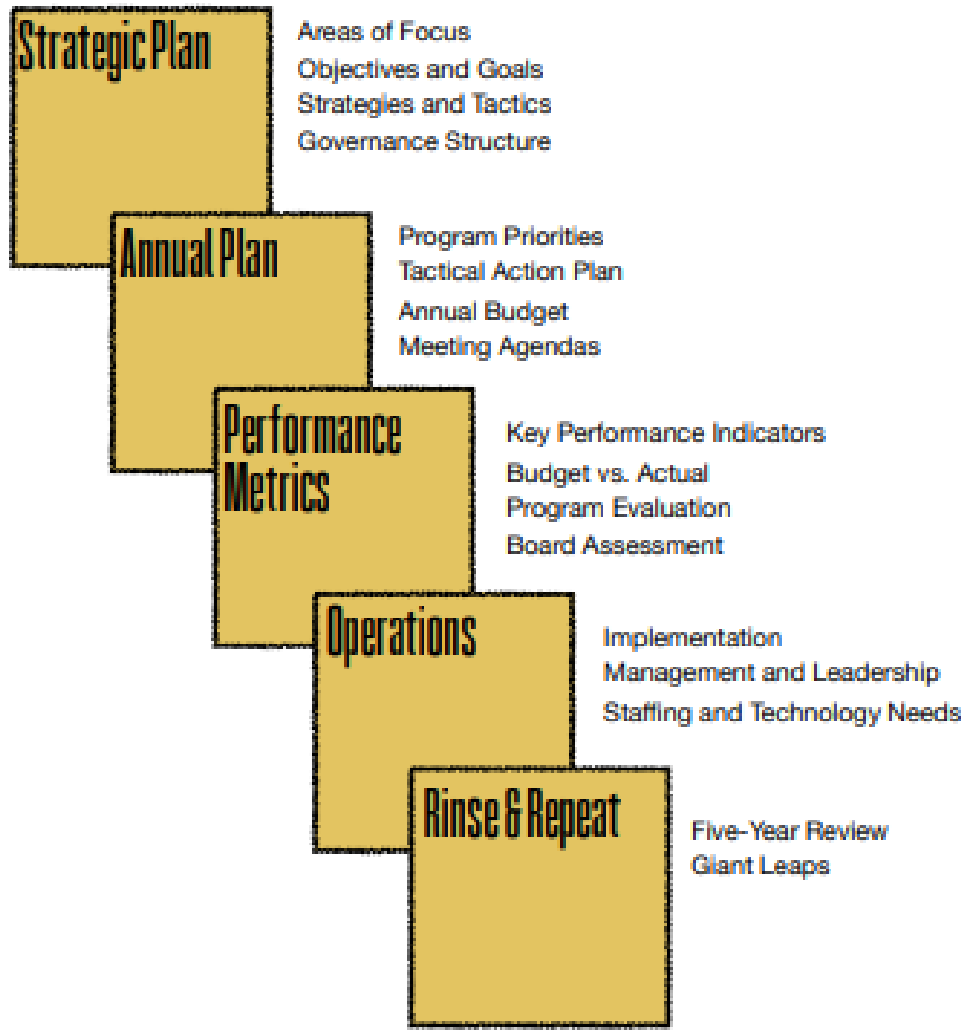 Strategic Plan
Areas of Focus
Objectives and Goals
Strategies and Tactics
Governance Structure
Annual Plan
Program Priorities
Tactical Action Plan
Annual Budget
Meeting Agendas
Performance
Metrics
Key Performance Indicators
Budget vs. Actual
Program Evaluation
Board Assessment
Operations
Implementation
Management and Leadership
Staffing and Technology Needs
Rinse & Repeat
Five-Year Review
Giant Leaps